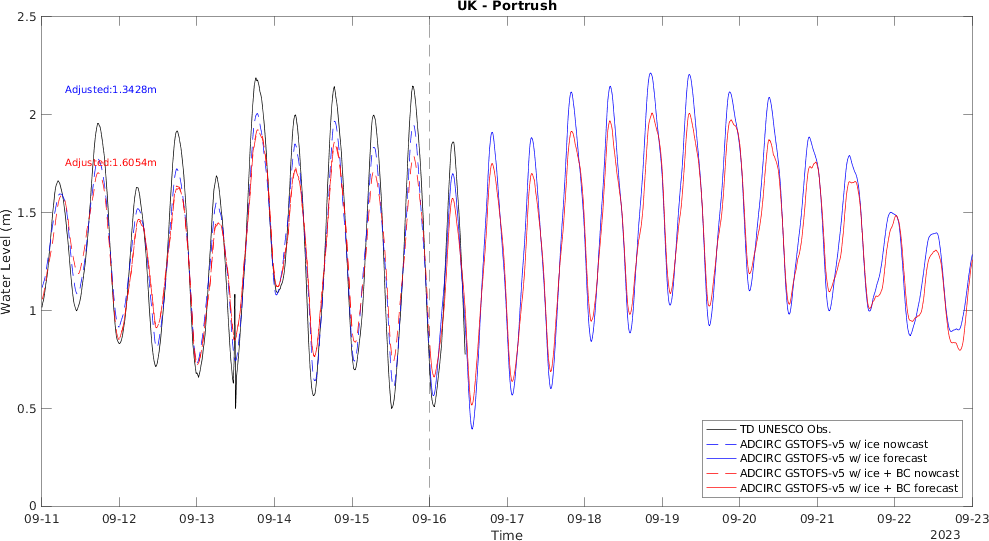 UK - Portrush
2.5
2
1.5
1
0.5
0
Water Level (m)
Adjusted:1.3428m
Adjusted:1.6054m
TD UNESCO Obs.
ADCIRC GSTOFS-v5 w/ ice nowcast
ADCIRC GSTOFS-v5 w/ ice forecast
ADCIRC GSTOFS-v5 w/ ice + BC nowcast
ADCIRC GSTOFS-v5 w/ ice + BC forecast
09-11 09-12 09-13 09-14 09-15 09-16 09-17 09-18 09-19 09-20 09-21 09-22 09-23
Time
2023